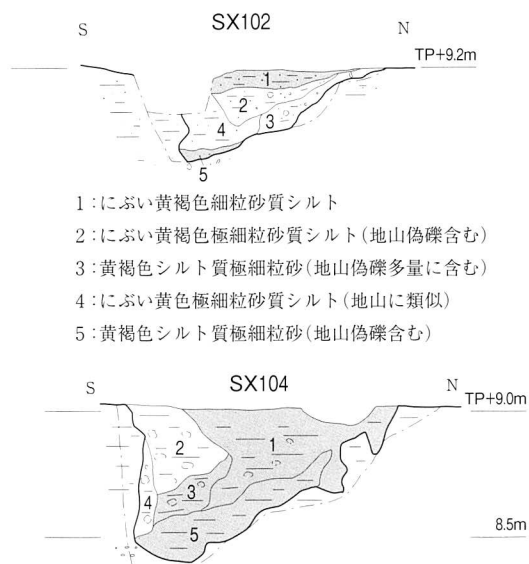 SX102
S
N
TP+9.2m
1
2
3
4
5
1：にぶい黄褐色細粒砂質シルト
2：にぶい黄褐色極細粒砂質シルト(地山偽礫含む)
3：黄褐色シルト質極細粒砂(地山偽礫多量に含む)
4：にぶい黄色極細粒砂質シルト(地山に類似)
5：黄褐色シルト質極細粒砂(地山偽礫含む)
S
SX104
N
TP+9.0m
1
2
3
4
5
8.5m